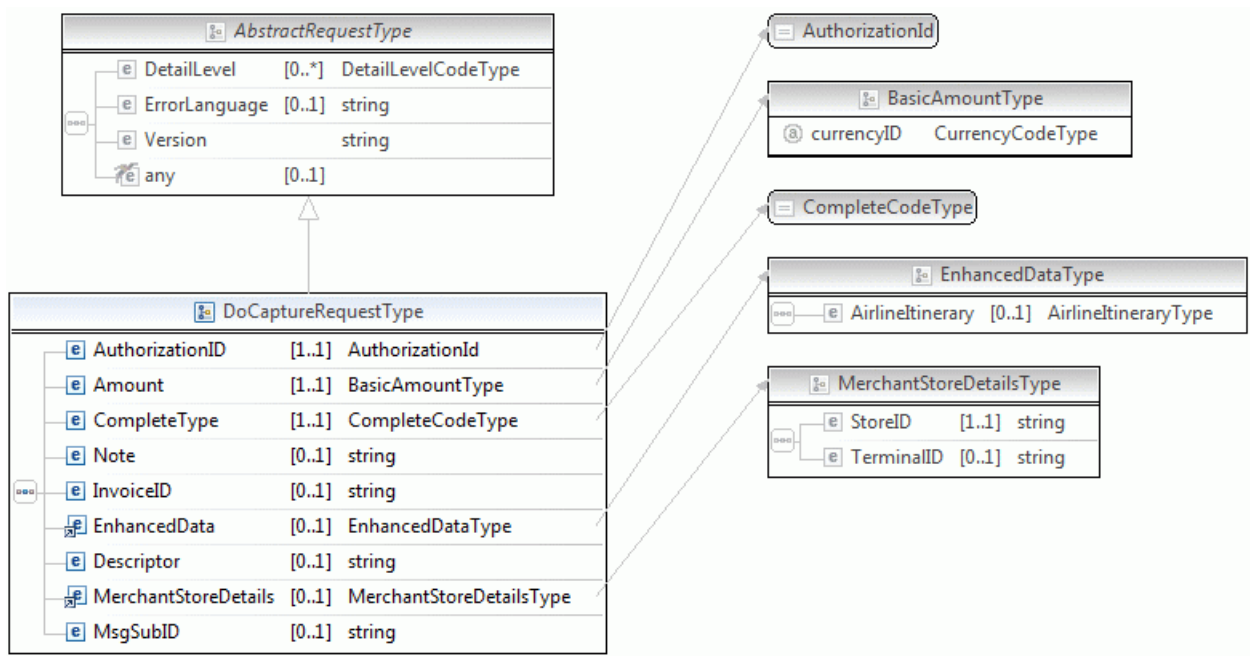 AbstractRequestType
DetailLevel [0..*] DetailLevelCodeType
ErrorLanguage [0..1] string
Version string
any [0..1]
DoCaptureRequestType
AuthorizationID [1..1] AuthorizationId
Amount [1..1] BasicAmountType
CompleteType [1..1] CompleteCodeType
Note [0..1] string
InvoiceID [0..1] string
EnhancedData [0..1] EnhancedDataType
Descriptor [0..1] string
MerchantStoreDetails [0..1] MerchantStoreDetailsType
MsgSubID [0..1] string
AuthorizationId
BasicAmountType
currencyID CurrencyCodeType
CompleteCodeType
EnhancedDataType
AirlineItinerary [0..1] AirlineItineraryType
MerchantStoreDetailsType
StoreID [1..1] string
TerminalID [0..1] string